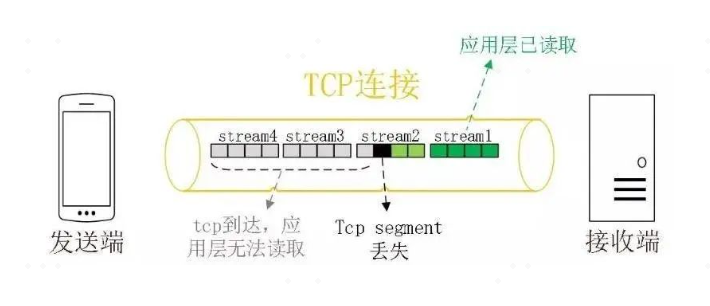 应用层已读取
TCP连接
stream4 stream3 stream2 stream1
发送端
tcp到达，应
用层无法读取
Tcp segment
丢失
接收端